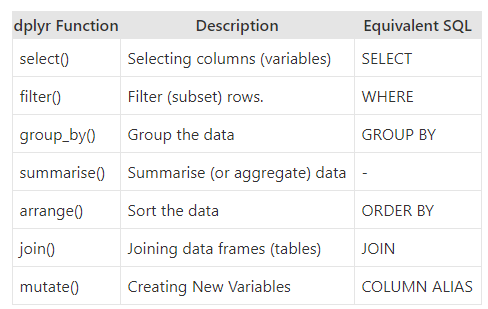 dplyr Function Description Equivalent SQL
select() Selecting columns (variables) SELECT
filter() Filter (subset) rows. WHERE
group_by() Group the data GROUP BY
summarise() Summarise (or aggregate) data -
arrange() Sort the data ORDER BY
join() Joining data frames (tables) JOIN
mutate() Creating New Variables COLUMN ALIAS